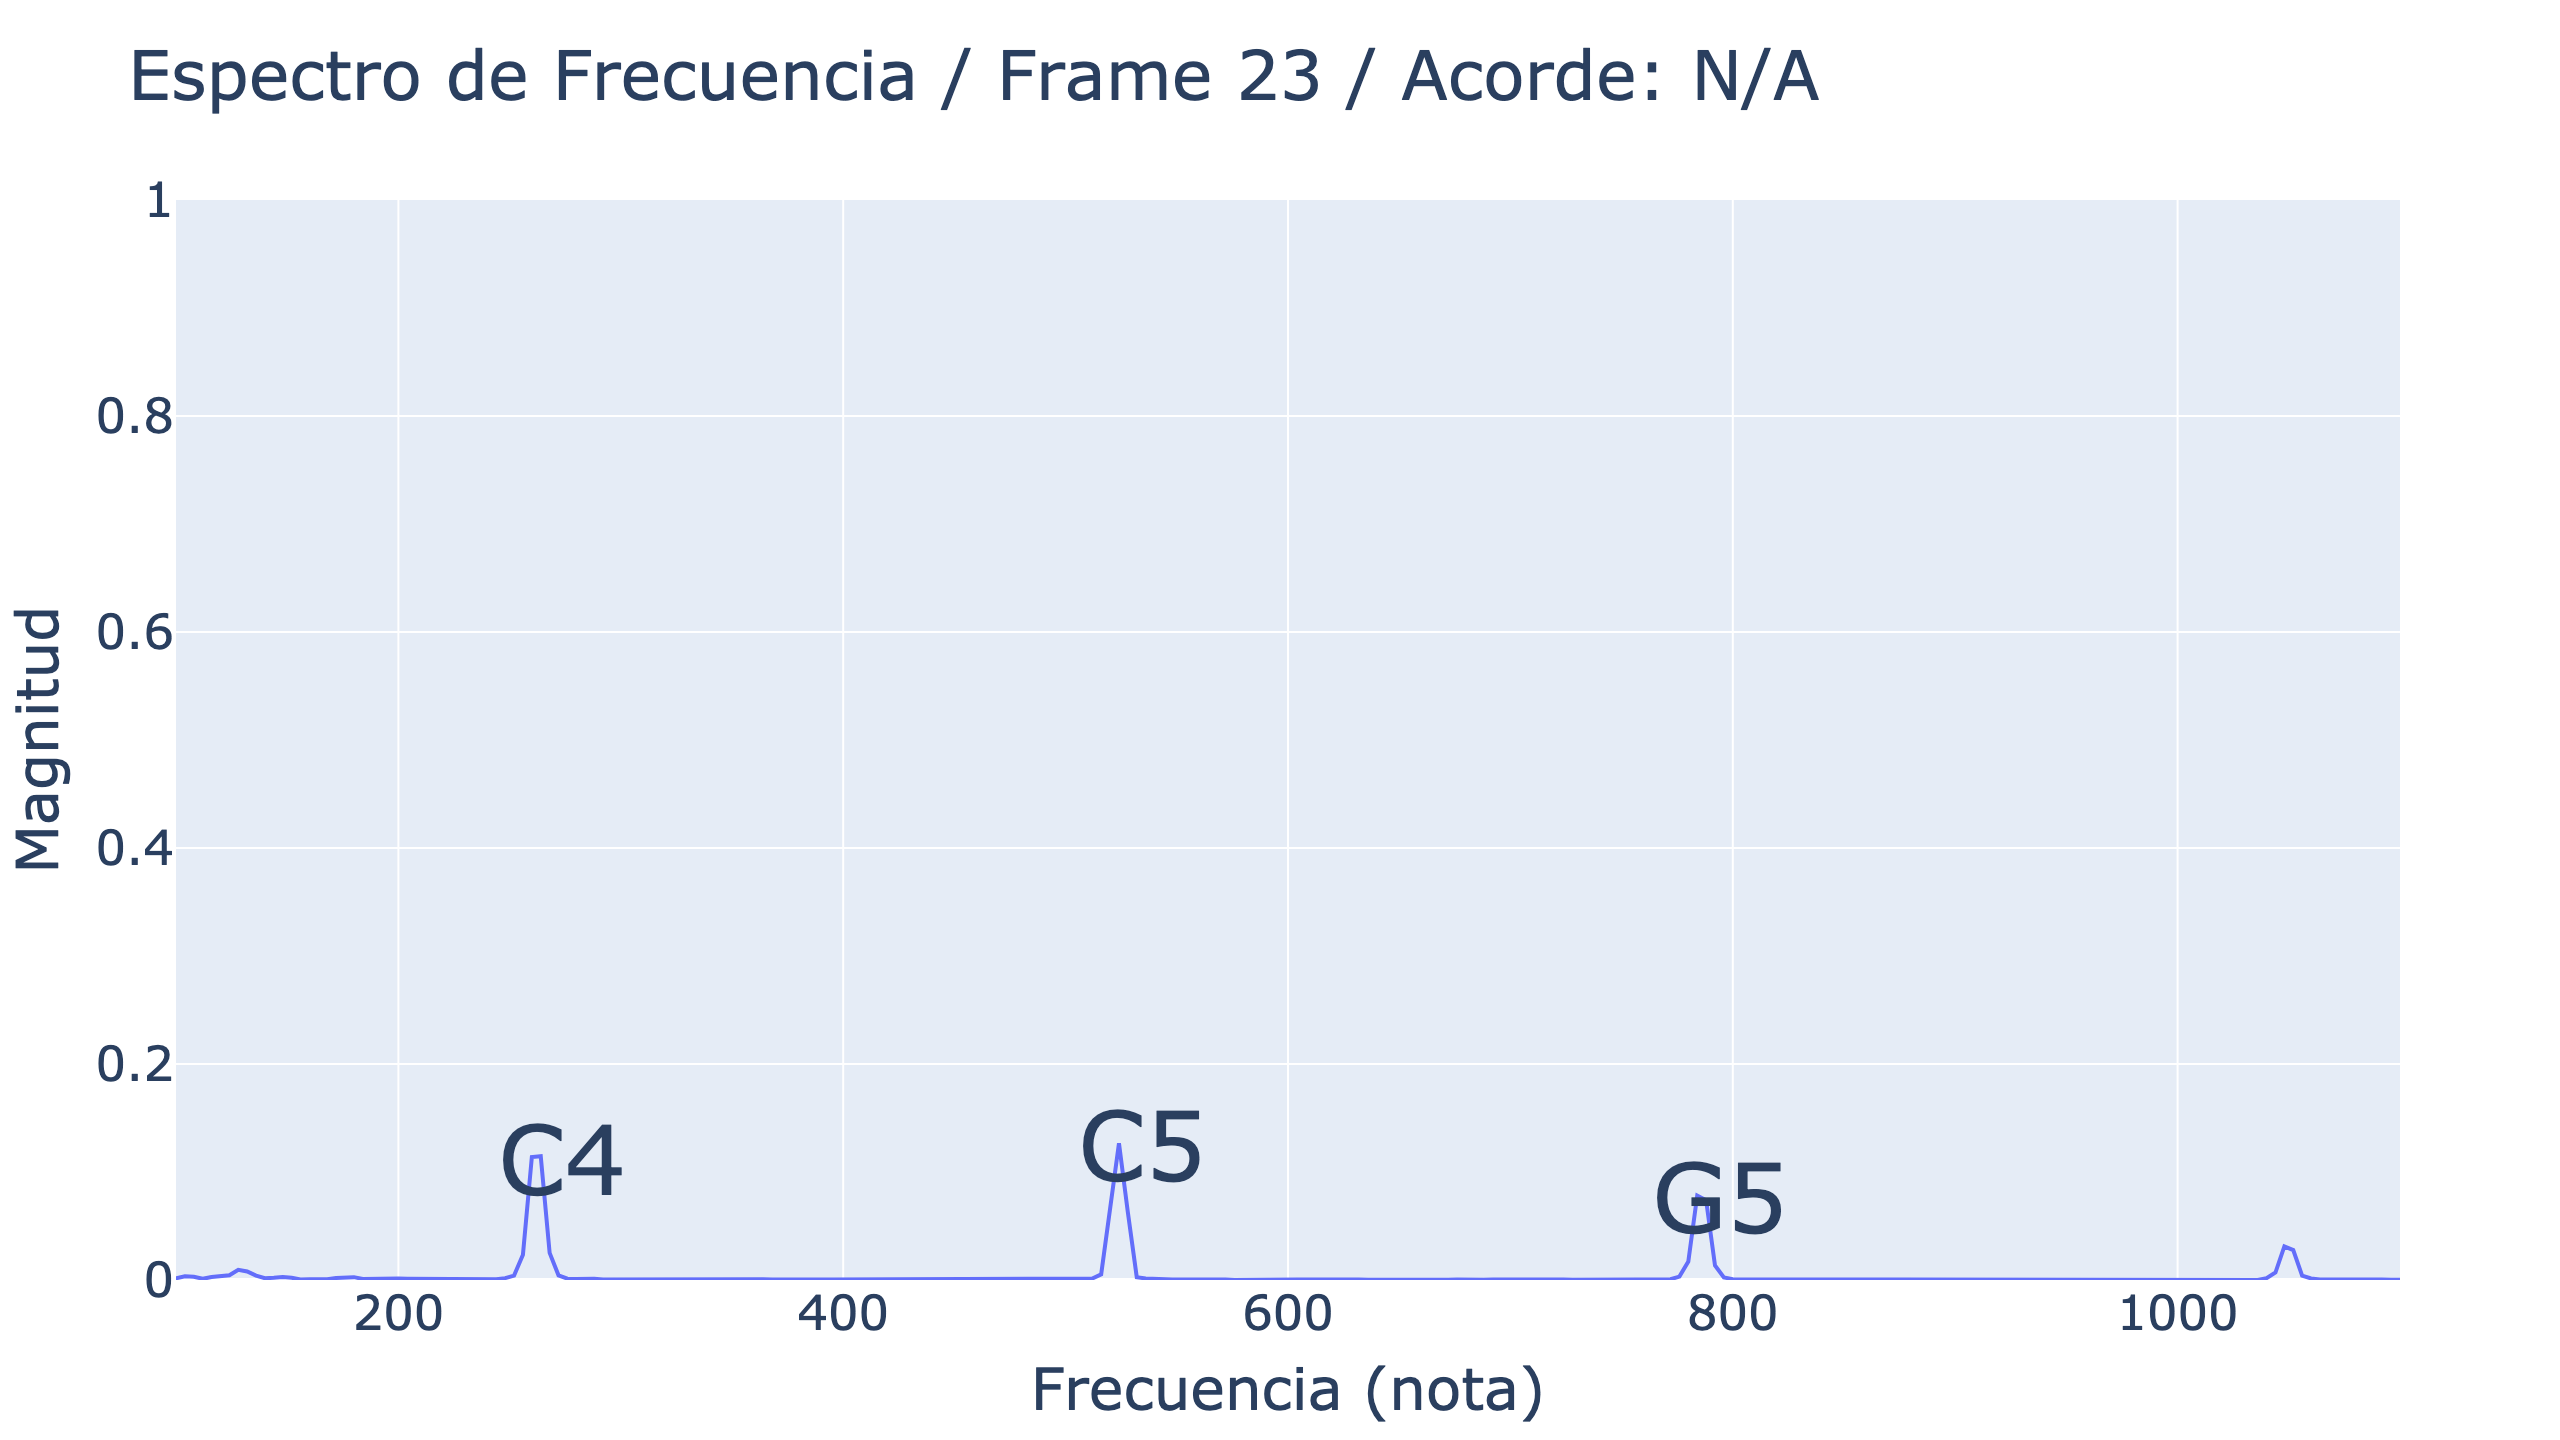 Espectro de Frecuencia / Frame 23 / Acorde: N/A
1
0.8
0.6
0.4
0.2
0
Magnitud
C4
C5
G5
200 400 600 800 1000
Frecuencia (nota)